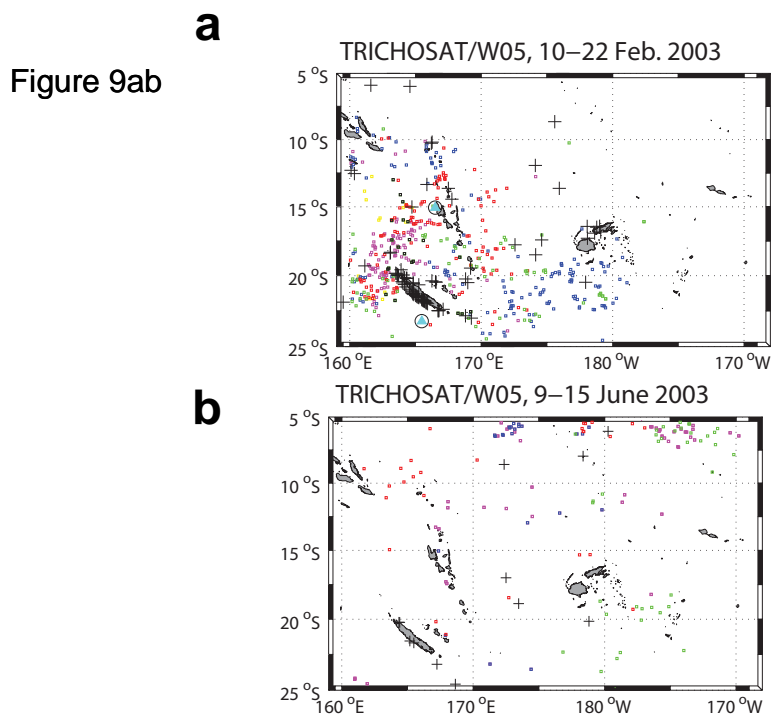 a
Figure 9ab
TRICHOSAT/W05, 10−22 Feb. 2003
5 °S
10 °S
15 °S
20 °S
25 °S
160 °E 170 °E 180 °W 170 °W
b
TRICHOSAT/W05, 9−15 June 2003
5 °S
10 °S
15 °S
20 °S
25 °S
160 °E 170 °E 180 °W 170 °W